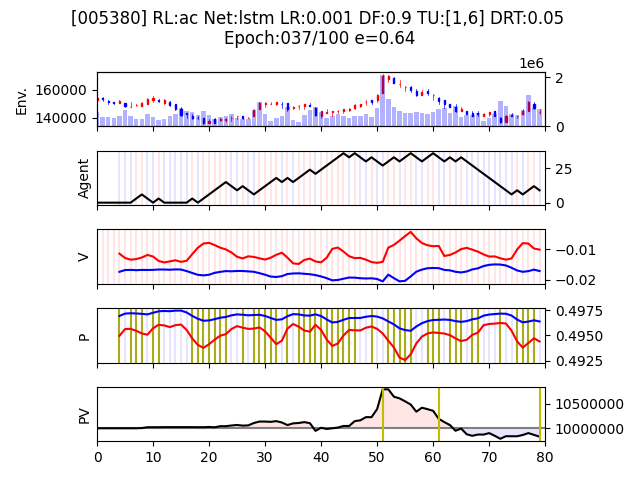 [005380] RL:ac Net:lstm LR:0.001 DF:0.9 TU:[1,6] DRT:0.05
Epoch:037/100 e=0.64
1e6
Env.
160000
140000
2
0
Agent
25
0
V
−0.01
−0.02
P
0.4975
0.4950
0.4925
PV
10500000
10000000
0 10 20 30 40 50 60 70 80